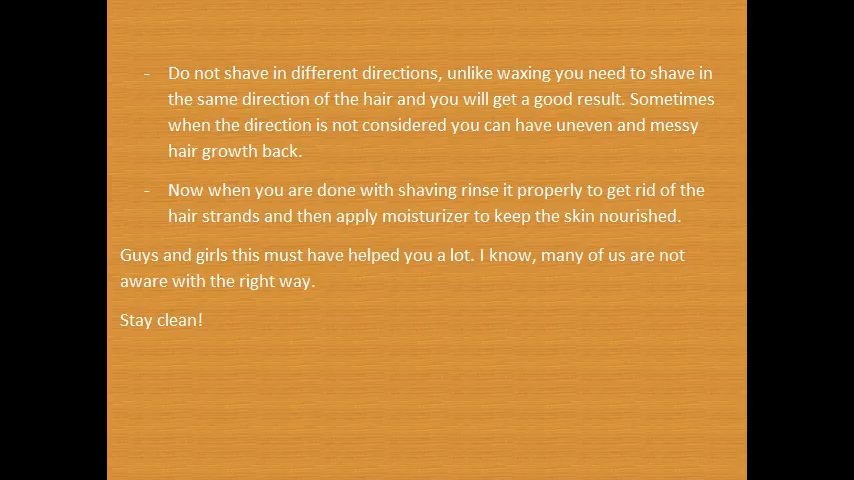 - Do not shave in different directions, unlike waxing you need to shave in
the same direction of the hair and you will get a good result. Sometimes
when the direction is not considered you can have uneven and messy
hair growth back.
- Now when you are done with shaving rinse it properly to get rid of the
hair strands and then apply moisturizer to keep the skin nourished.
Guys and girls this must have helped you a lot. I know, many of us are not
aware with the right way.
Stay clean!